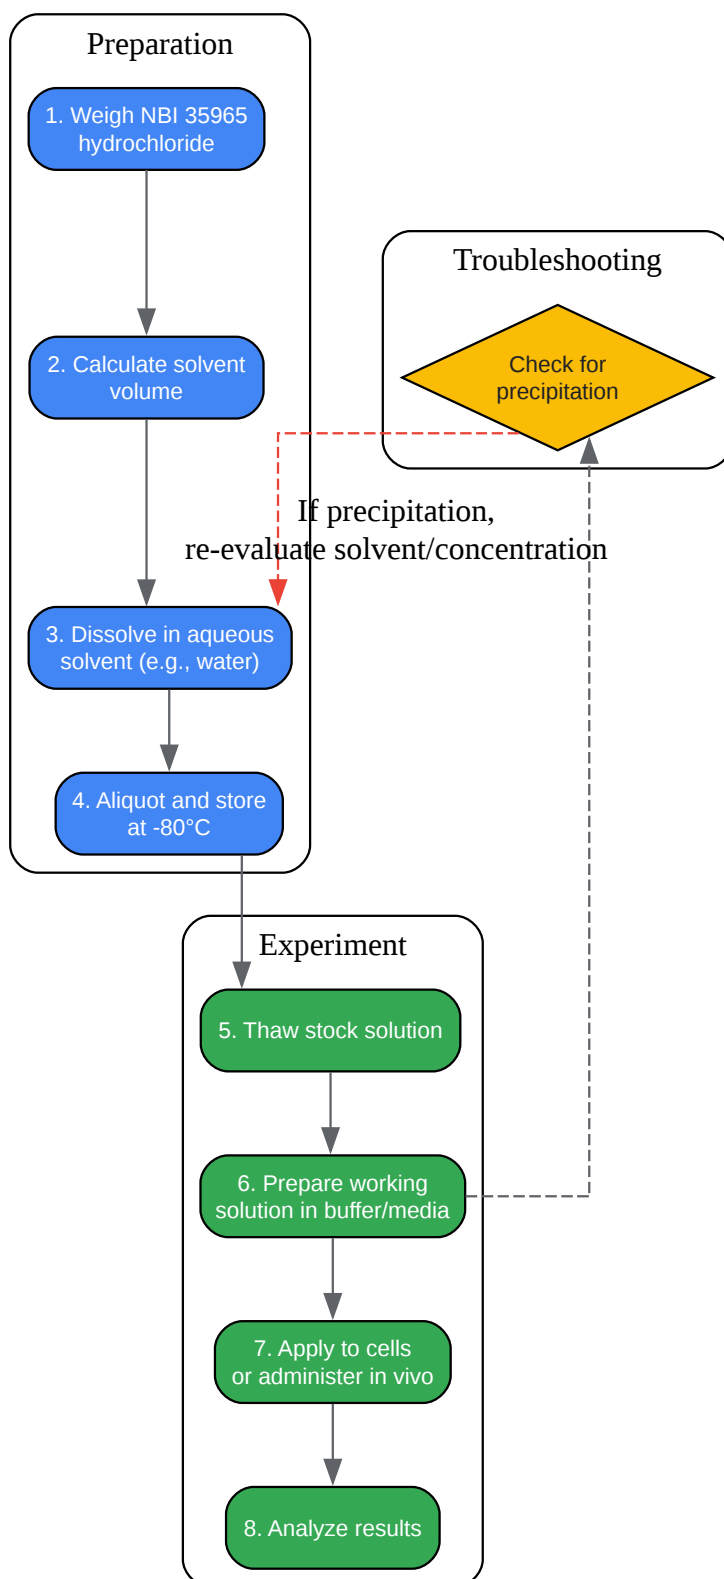 Preparation
1. Weigh NBI 35965
hydrochloride
2. Calculate solvent
volume
Troubleshooting
Check for
precipitation
If precipitation,
re-evaluate solvent/concentration
3. Dissolve in aqueous
solvent (e.g., water)
4. Aliquot and store
at -80°C
Experiment
5. Thaw stock solution
6. Prepare working
solution in buffer/media
7. Apply to cells
or administer in vivo
8. Analyze results